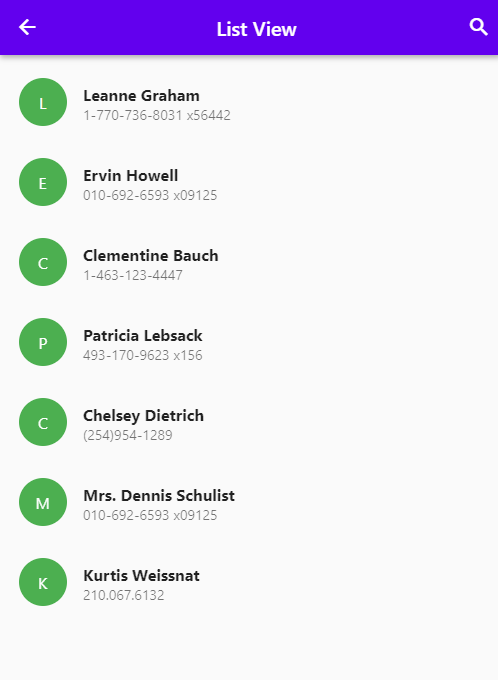 List View
L
Leanne Graham
1-770-736-8031 x56442
E
Ervin Howell
010-692-6593 x09125
C
Clementine Bauch
1-463-123-4447
P
Patricia Lebsack
493-170-9623 x156
C
Chelsey Dietrich
(254)954-1289
M
Mrs. Dennis Schulist
010-692-6593 x09125
K
Kurtis Weissnat
210.067.6132